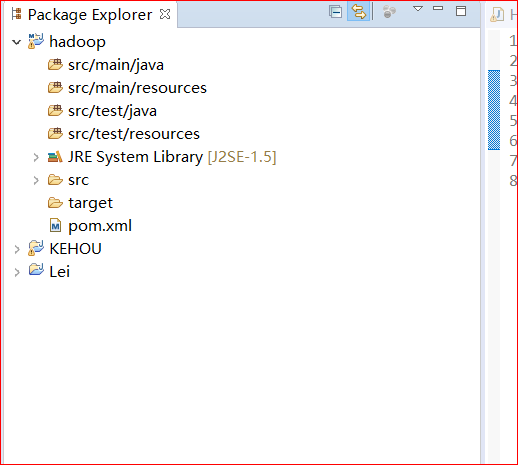 Package Explorer
hadoop
src/main/java
src/main/resources
src/test/java
src/test/resources
JRE System Library [J2SE-1.5]
src
target
pom.xml
KEHOU
Lei
H
1
2
3
4
5
6
7
8